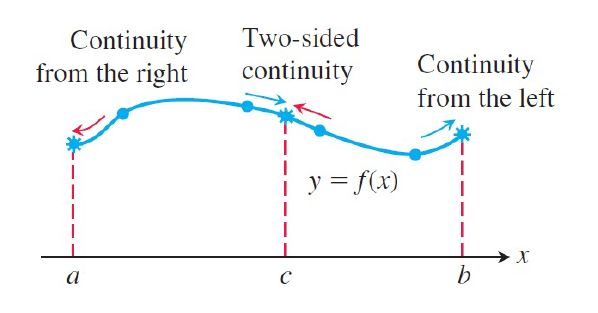 Continuity
from the right
Two-sided
continuity
Continuity
from the left
y = f(x)
x
a
c
b